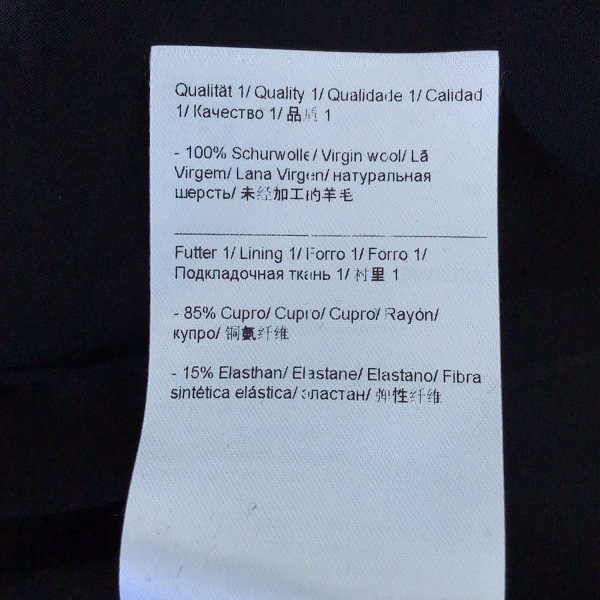 Qualität 1/ Quality 1/ Qualidade 1/ Calidad
1/ Качество 1/ 品质 1
- 100% Schurwolle/ Virgin wool/ Lã
Virgem/ Lana Virgen/ натуральная
шерсть/ 未经加工的羊毛
Futter 1/ Lining 1/ Forro 1/ Forro 1/
Подкладочная ткань 1/ 衬里 1
- 85% Cupro/ Cupro/ Cupro/ Rayón/
купро/ 铜氨纤维
- 15% Elasthan/ Elastane/ Elastano/ Fibra
sintética elástica/ эластан/ 弹性纤维